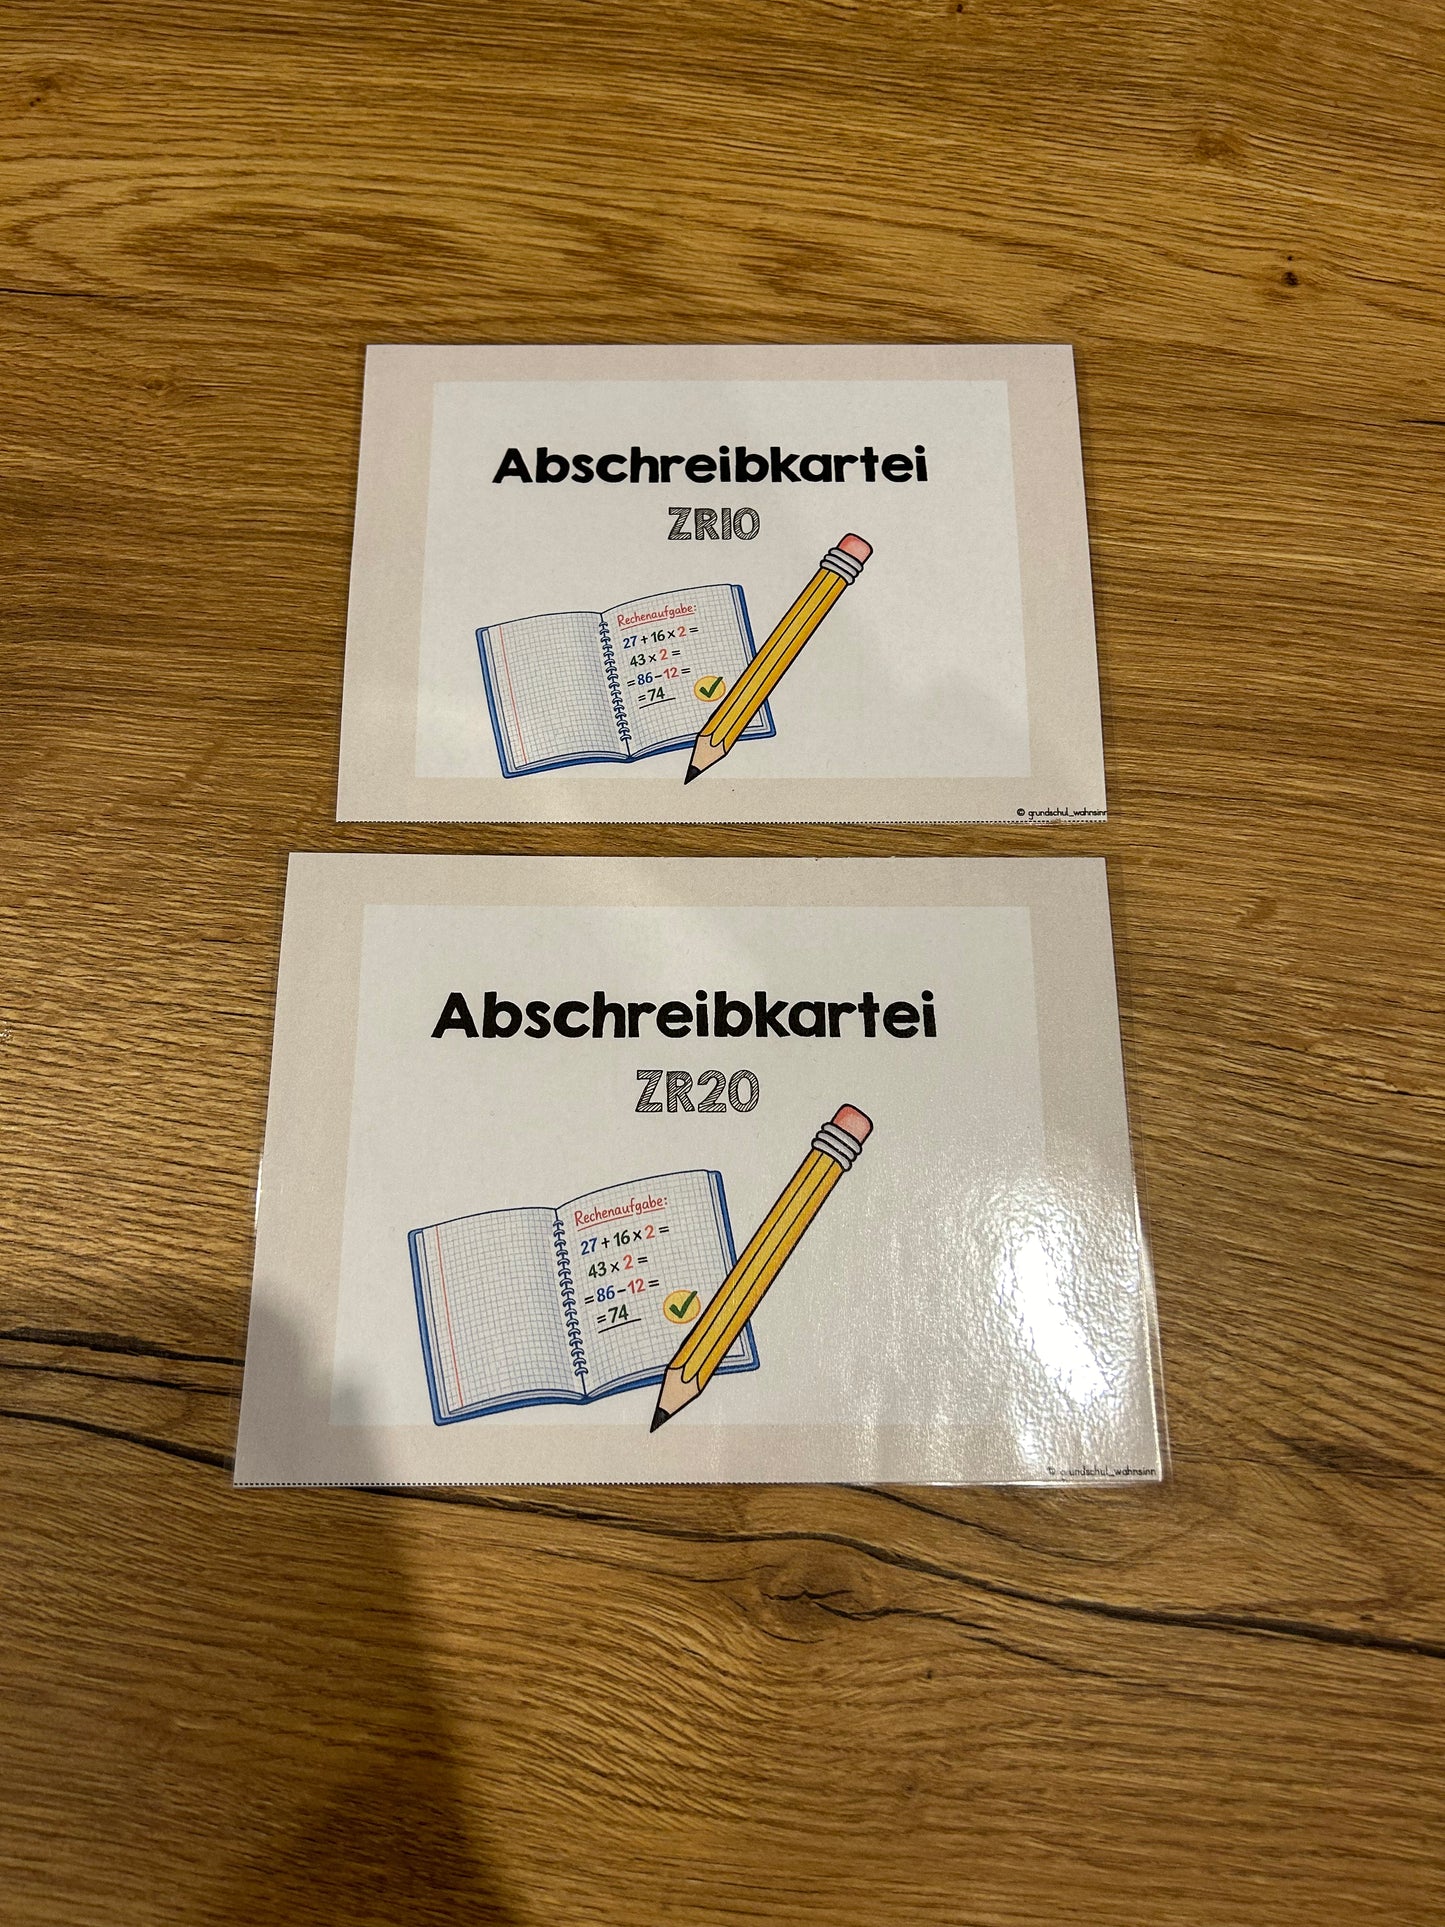 Abschreibkartei
ZR10
Rechenaufgabe:
27 + 16 x 2 =
43 x 2 =
= 86 - 12 =
= 74
© grundschul_wahnsinn
Abschreibkartei
ZR20
Rechenaufgabe:
27 + 16 x 2 =
43 x 2 =
= 86 - 12 =
= 74
© grundschul_wahnsinn